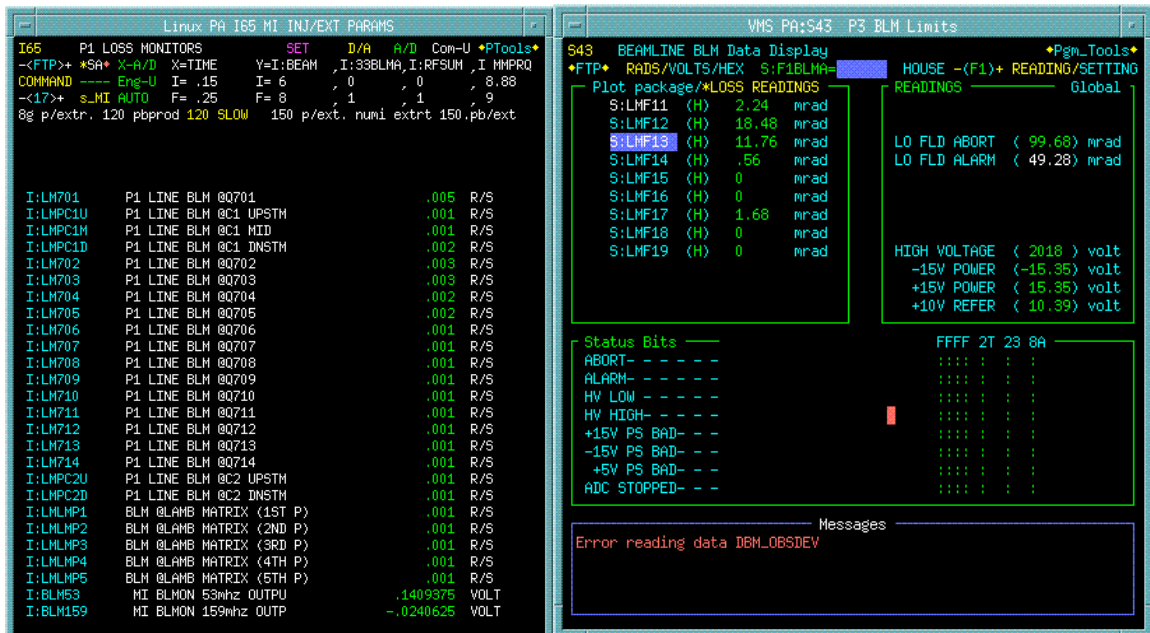 Linux PA I65 MI INJ/EXT PARAMS
I65 P1 LOSS MONITORS SET D/A A/D Com-U ◆PTools◆
-<FTP>+ *SA◆ X-A/D X=TIME Y=I:BEAM ,I:33BLMA,I:RFSUM ,I MMPRQ
COMMAND ---- Eng-U I= .15 I= 6 , 0 , 0 , 8.88
-<17>+ s_MI AUTO F= .25 F= 8 , 1 , 1 , 9
8g p/extr. 120 pbprod 120 SLOW 150 p/ext. numi extrt 150.pb/ext
I:LM701 P1 LINE BLM @Q701 .005 R/S
I:LMPC1U P1 LINE BLM @C1 UPSTM .001 R/S
I:LMPC1M P1 LINE BLM @C1 MID .001 R/S
I:LMPC1D P1 LINE BLM @C1 DNSTM .002 R/S
I:LM702 P1 LINE BLM @Q702 .003 R/S
I:LM703 P1 LINE BLM @Q703 .003 R/S
I:LM704 P1 LINE BLM @Q704 .002 R/S
I:LM705 P1 LINE BLM @Q705 .002 R/S
I:LM706 P1 LINE BLM @Q706 .001 R/S
I:LM707 P1 LINE BLM @Q707 .001 R/S
I:LM708 P1 LINE BLM @Q708 .001 R/S
I:LM709 P1 LINE BLM @Q709 .001 R/S
I:LM710 P1 LINE BLM @Q710 .001 R/S
I:LM711 P1 LINE BLM @Q711 .001 R/S
I:LM712 P1 LINE BLM @Q712 .001 R/S
I:LM713 P1 LINE BLM @Q713 .001 R/S
I:LM714 P1 LINE BLM @Q714 .001 R/S
I:LMPC2U P1 LINE BLM @C2 UPSTM .001 R/S
I:LMPC2D P1 LINE BLM @C2 DNSTM .001 R/S
I:LMLMP1 BLM @LAMB MATRIX (1ST P) .001 R/S
I:LMLMP2 BLM @LAMB MATRIX (2ND P) .001 R/S
I:LMLMP3 BLM @LAMB MATRIX (3RD P) .001 R/S
I:LMLMP4 BLM @LAMB MATRIX (4TH P) .001 R/S
I:LMLMP5 BLM @LAMB MATRIX (5TH P) .001 R/S
I:BLM53 MI BLMON 53mhz OUTPU .1409375 VOLT
I:BLM159 MI BLMON 159mhz OUTP -.0240625 VOLT
VMS PA:S43 P3 BLM Limits
S43 BEAMLINE BLM Data Display ◆Pgm_Tools◆
◆FTP◆ RADS/VOLTS/HEX S:F1BLMA= HOUSE -(F1)+ READING/SETTING
Plot package/*LOSS READINGS
S:LMF11 (H) 2.24 mrad
S:LMF12 (H) 18.48 mrad
S:LMF13 (H) 11.76 mrad
S:LMF14 (H) .56 mrad
S:LMF15 (H) 0 mrad
S:LMF16 (H) 0 mrad
S:LMF17 (H) 1.68 mrad
S:LMF18 (H) 0 mrad
S:LMF19 (H) 0 mrad
READINGS Global
LO FLD ABORT ( 99.68) mrad
LO FLD ALARM ( 49.28) mrad
HIGH VOLTAGE ( 2018 ) volt
-15V POWER (-15.35) volt
+15V POWER ( 15.35) volt
+10V REFER ( 10.39) volt
Status Bits FFFF 2T 23 8A
ABORT- - - - - -
ALARM- - - - - -
HV LOW - - - - -
HV HIGH- - - - -
+15V PS BAD- - -
-15V PS BAD- - -
+5V PS BAD- - -
ADC STOPPED- - -
Messages
Error reading data DBM_OBSDEV